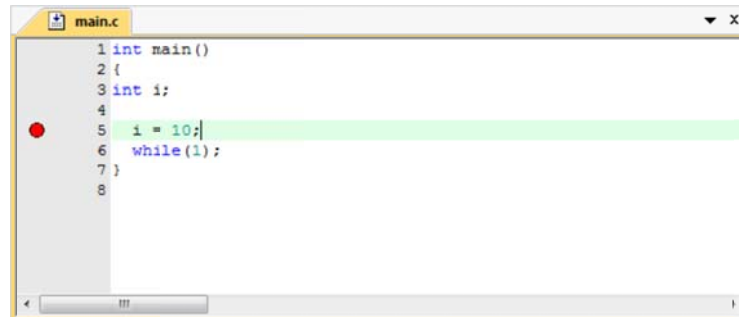 main.c
1 int main()
2 {
3 int i;
4
5   i = 10;
6   while(1);
7 }
8